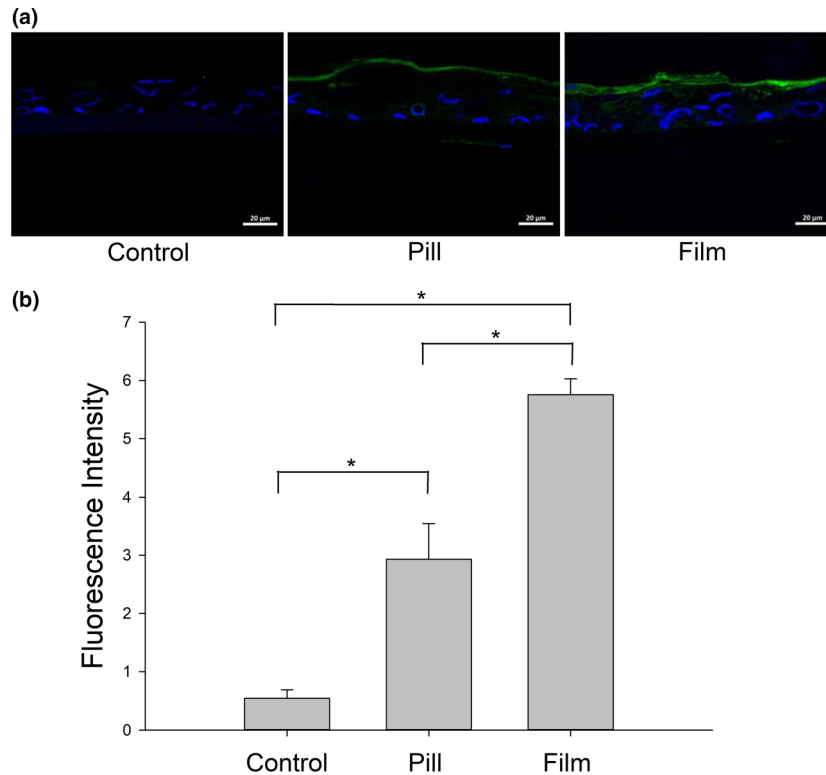 (a)
20 µm 20 µm 20 µm
Control Pill Film
(b)
Fluorescence Intensity
7
6
5
4
3
2
1
0
*
*
*
Control Pill Film